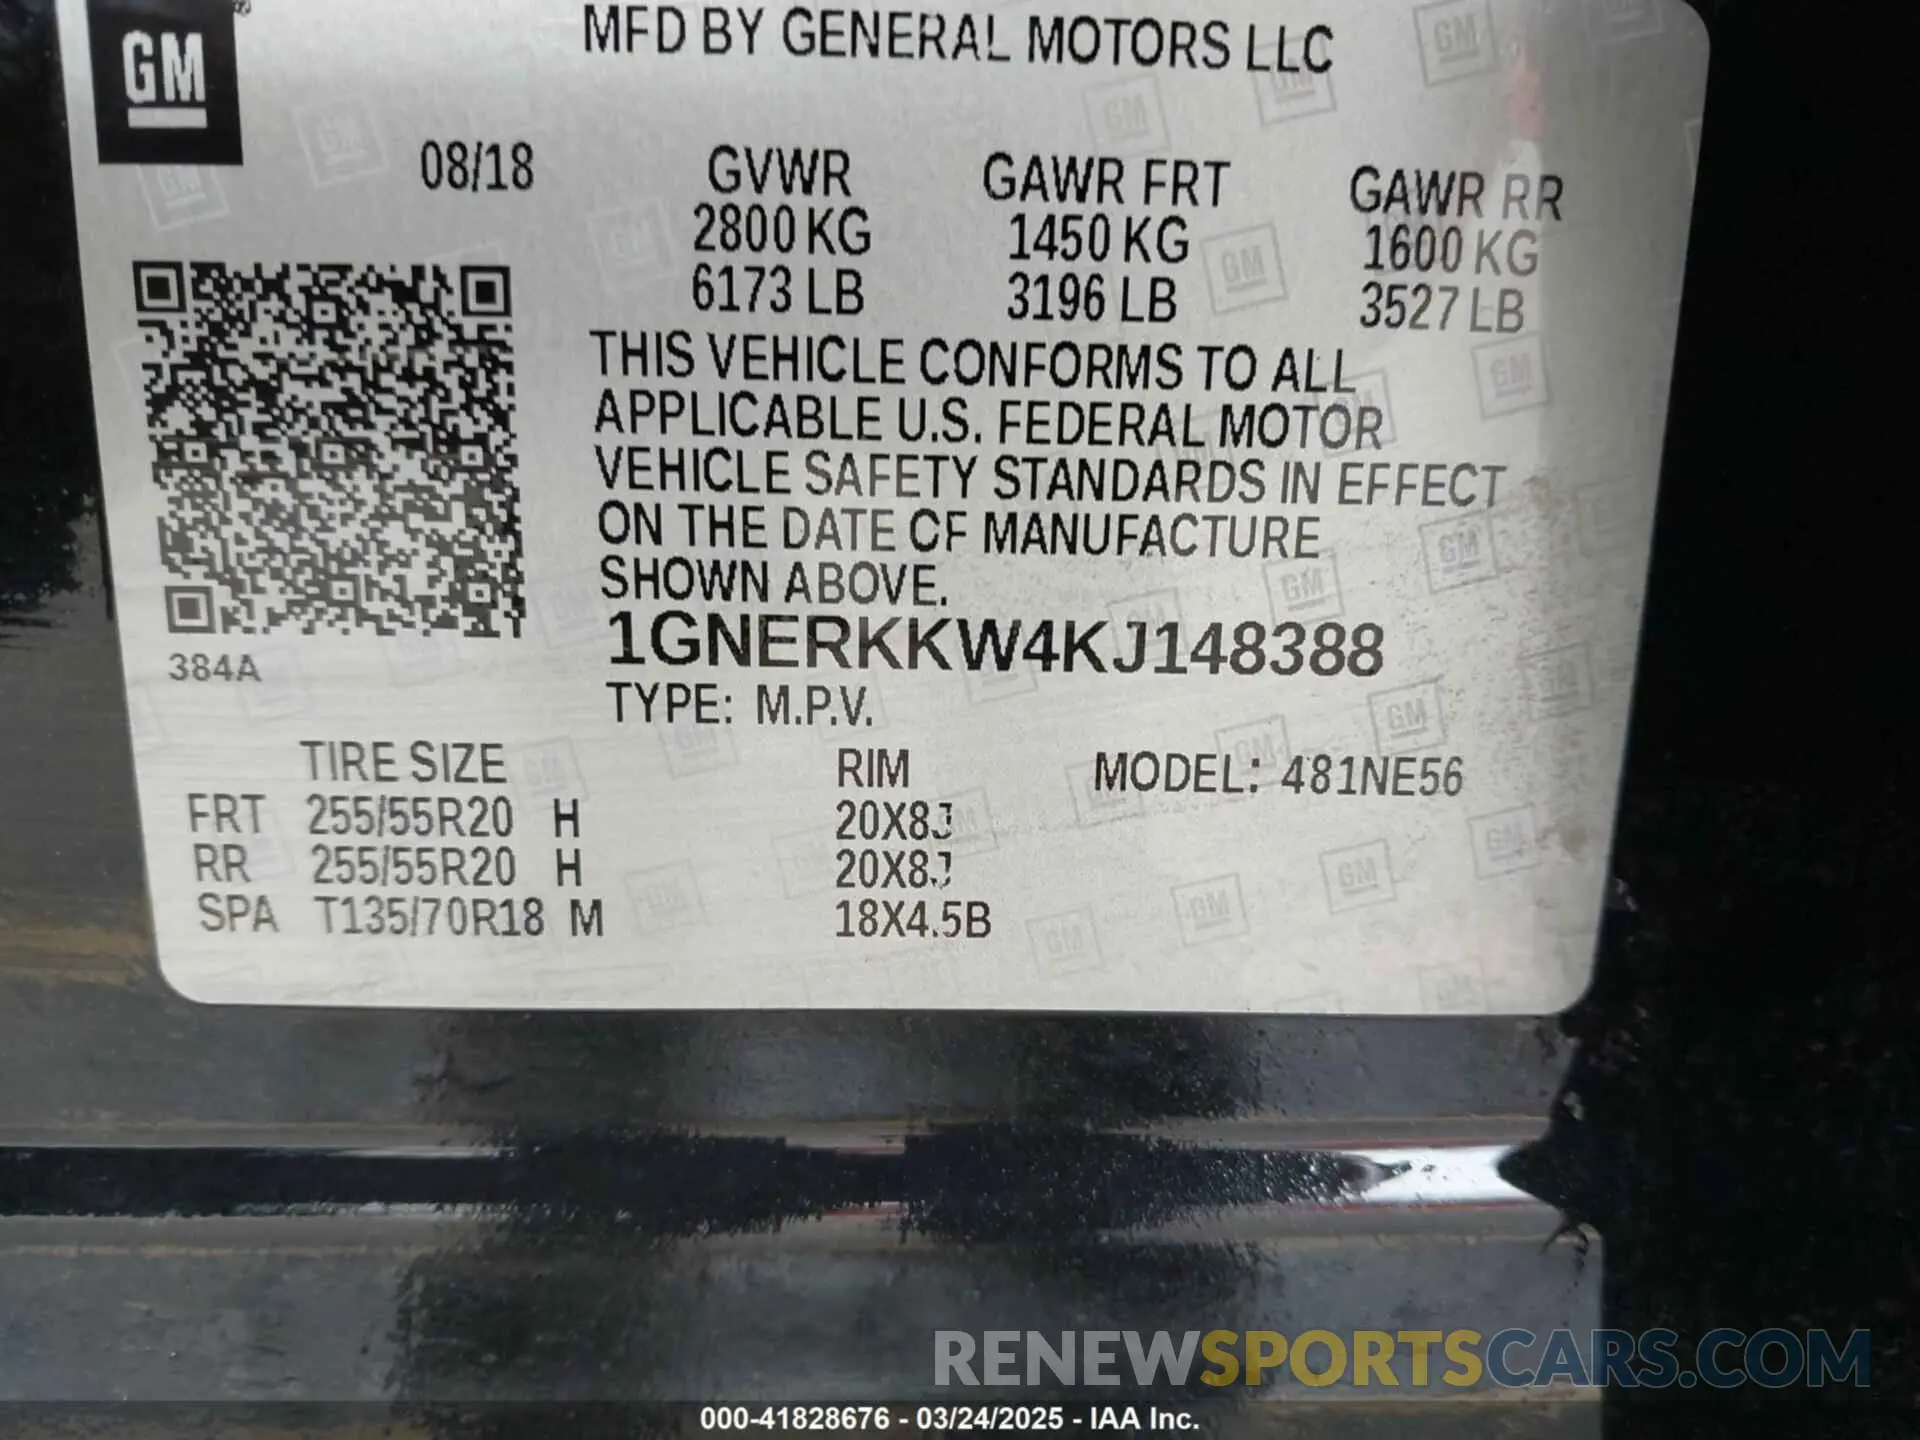 GM
MFD BY GENERAL MOTORS LLC
08/18 GVWR GAWR FRT GAWR RR
2800 KG 1450 KG 1600 KG
6173 LB 3196 LB 3527 LB
THIS VEHICLE CONFORMS TO ALL
APPLICABLE U.S. FEDERAL MOTOR
VEHICLE SAFETY STANDARDS IN EFFECT
ON THE DATE OF MANUFACTURE
SHOWN ABOVE.
384A
1GNERKKW4KJ148388
TYPE: M.P.V.
TIRE SIZE RIM MODEL: 481NE56
FRT 255/55R20 H 20X8J
RR 255/55R20 H 20X8J
SPA T135/70R18 M 18X4.5B
RENEWSPORTSCARS.COM
000-41828676 - 03/24/2025 - IAA Inc.